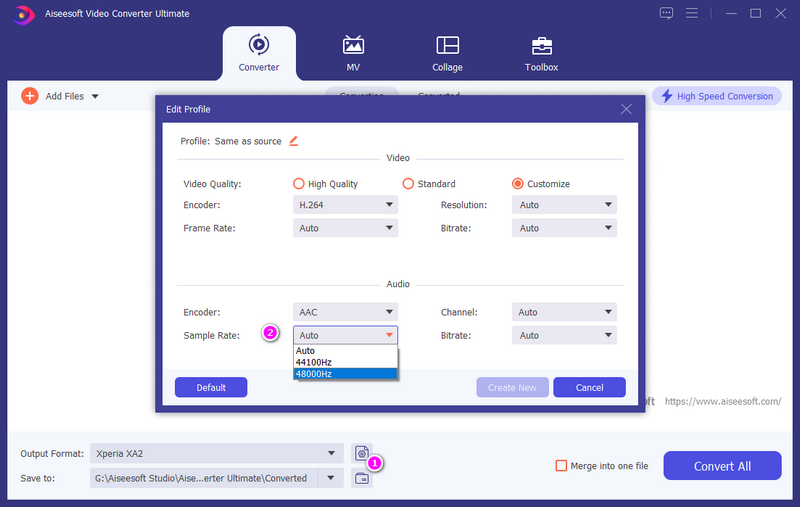 Aiseesoft Video Converter Ultimate
Converter
MV
Collage
Toolbox
Add Files
Converting
Converted
High Speed Conversion
Edit Profile
Profile: Same as source
Video
Video Quality:
High Quality
Standard
Customize
Encoder:
H.264
Resolution:
Auto
Frame Rate:
Auto
Bitrate:
Auto
Audio
Encoder:
AAC
Channel:
Auto
Sample Rate:
2
Auto
Bitrate:
Auto
Auto
44100Hz
48000Hz
Default
Create New
Cancel
https://www.aiseesoft.com/
Output Format:
Xperia XA2
1
Save to:
G:\Aiseesoft Studio\Aise...erter Ultimate\Converted
Merge into one file
Convert All